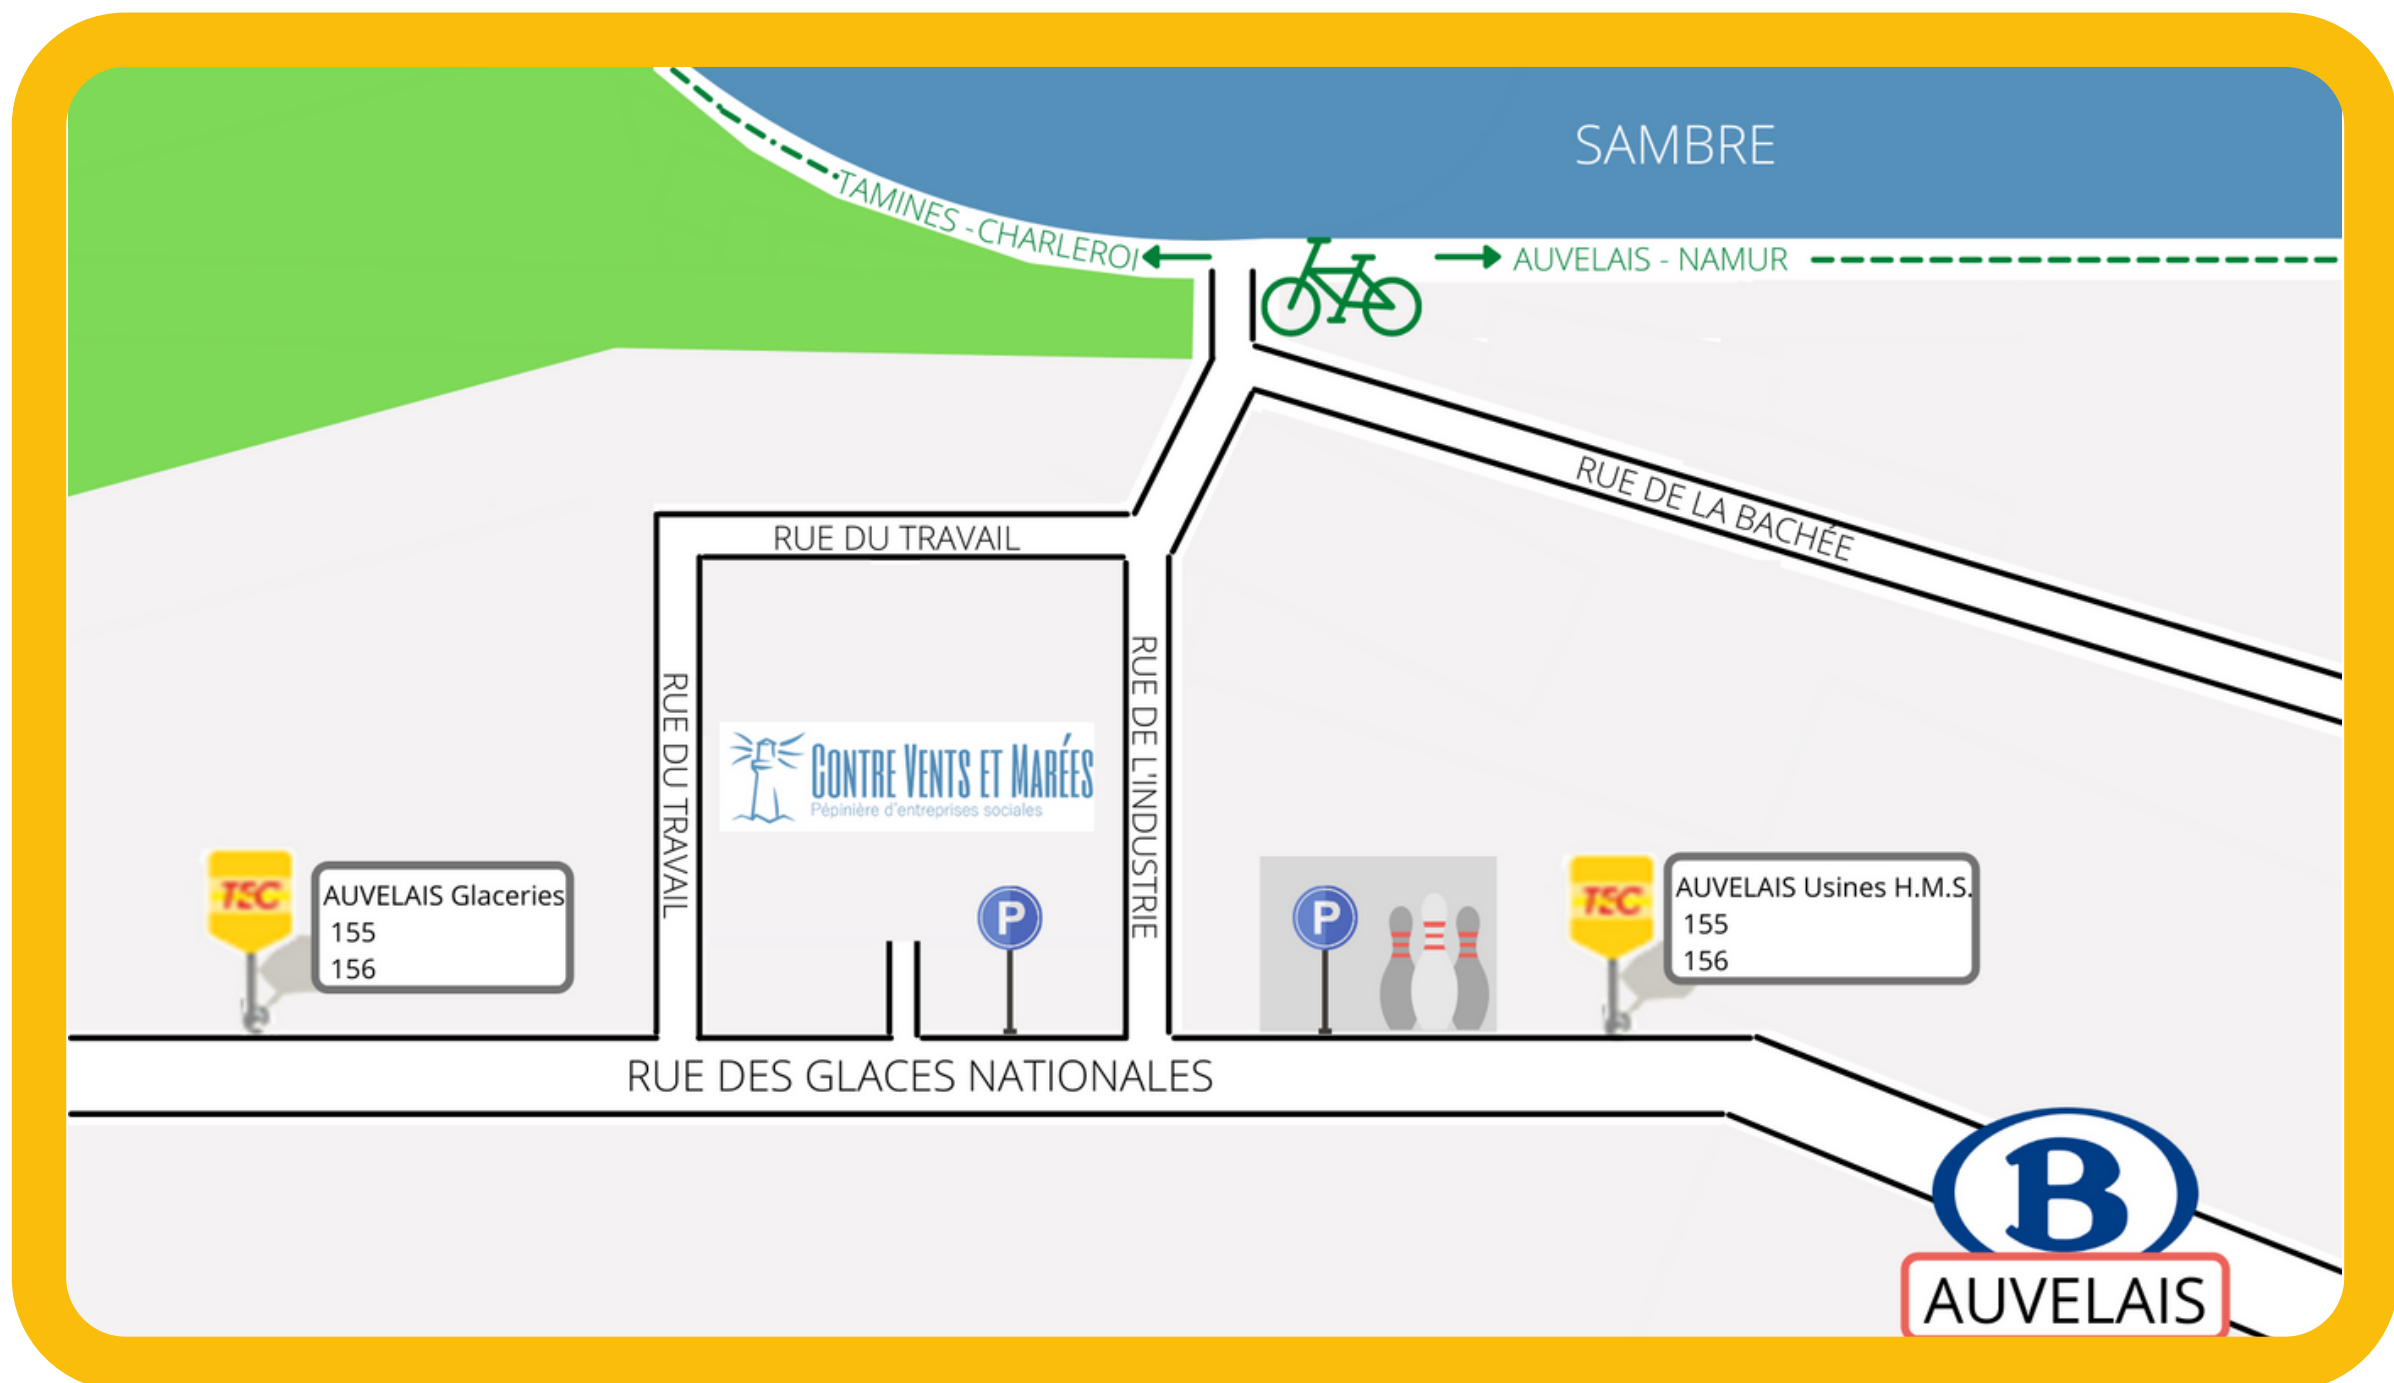 SAMBRE
TAMINES - CHARLEROI
AUVELAIS - NAMUR
RUE DE LA BACHÉE
RUE DU TRAVAIL
RUE DU TRAVAIL
RUE DE L'INDUSTRIE
CONTRE VENTS ET MARÉES
Pépinière d'entreprises sociales
TEC
AUVELAIS Glaceries
155
156
P
P
TEC
AUVELAIS Usines H.M.S.
155
156
RUE DES GLACES NATIONALES
B
AUVELAIS